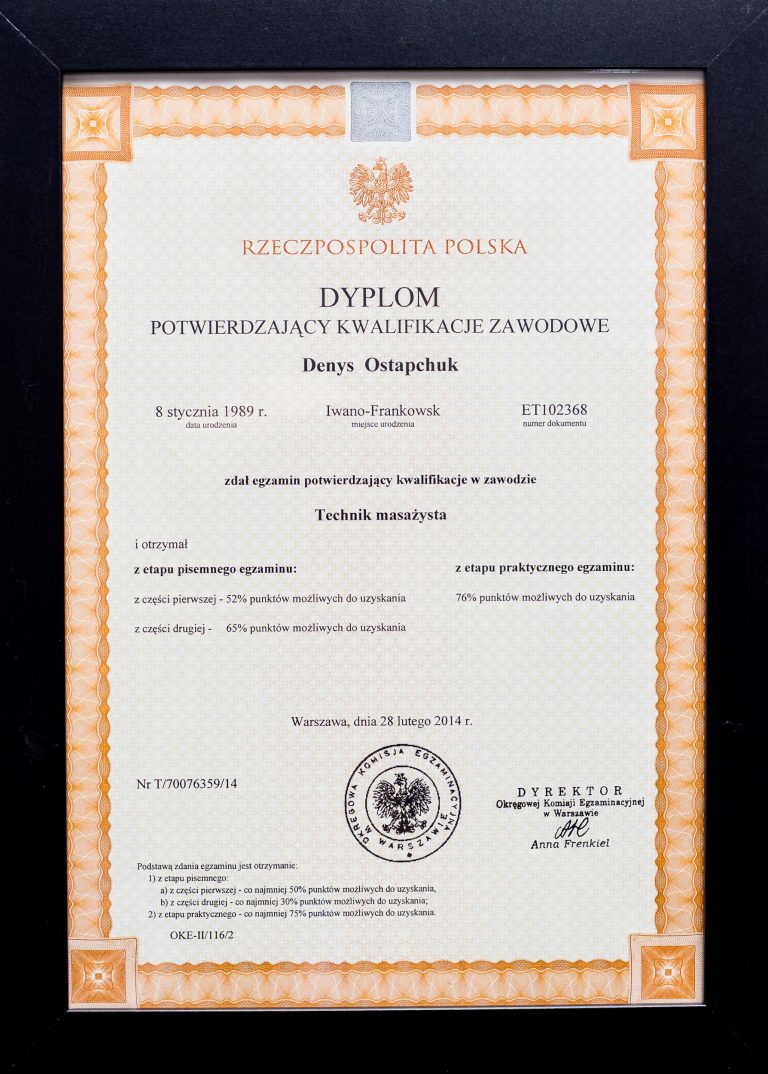 RZECZPOSPOLITA POLSKA
DYPLOM
POTWIERDZAJĄCY KWALIFIKACJE ZAWODOWE
Denys Ostapchuk
8 stycznia 1989 r. Iwano-Frankowsk ET102368
data urodzenia miejsce urodzenia numer dokumentu
zdał egzamin potwierdzający kwalifikacje w zawodzie
Technik masażysta
i otrzymał
z etapu pisemnego egzaminu: z etapu praktycznego egzaminu:
z części pierwszej - 52% punktów możliwych do uzyskania 76% punktów możliwych do uzyskania
z części drugiej - 65% punktów możliwych do uzyskania
Warszawa, dnia 28 lutego 2014 r.
Nr T/70076359/14
OKRĘGOWA KOMISJA EGZAMINACYJNA
W WARSZAWIE
DYREKTOR
Okręgowej Komisji Egzaminacyjnej
w Warszawie
Anna Frenkiel
Podstawą zdania egzaminu jest otrzymanie:
1) z etapu pisemnego:
a) z części pierwszej - co najmniej 50% punktów możliwych do uzyskania,
b) z części drugiej - co najmniej 30% punktów możliwych do uzyskania;
2) z etapu praktycznego - co najmniej 75% punktów możliwych do uzyskania.
OKE-II/116/2